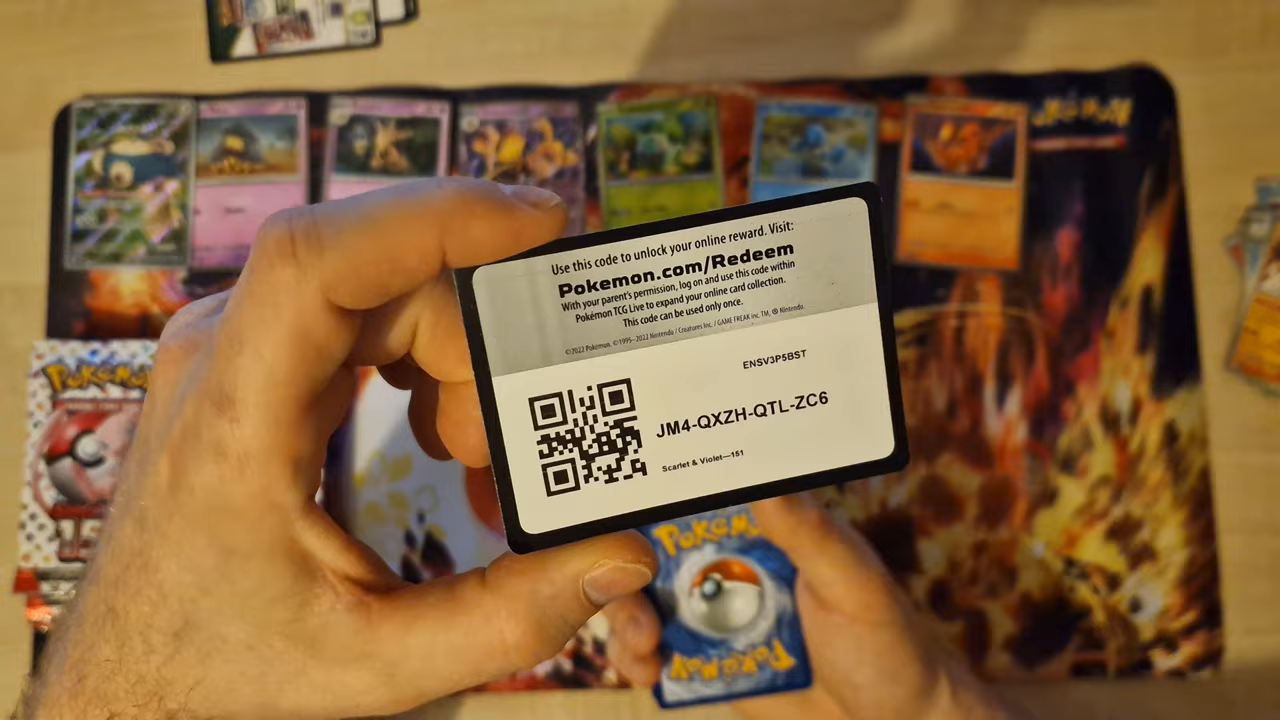 POKÉMON
Use this code to unlock your online reward. Visit:
Pokemon.com/Redeem
With your parent's permission, log on and use this code within
Pokémon TCG Live to expand your online card collection.
This code can be used only once.
©2022 Pokémon. ©1995–2022 Nintendo / Creatures Inc. / GAME FREAK inc. TM, ® Nintendo.
ENSV3P5BST
JM4-QXZH-QTL-ZC6
Scarlet & Violet—151
POKÉMON
151
POKÉMON
POKÉMON